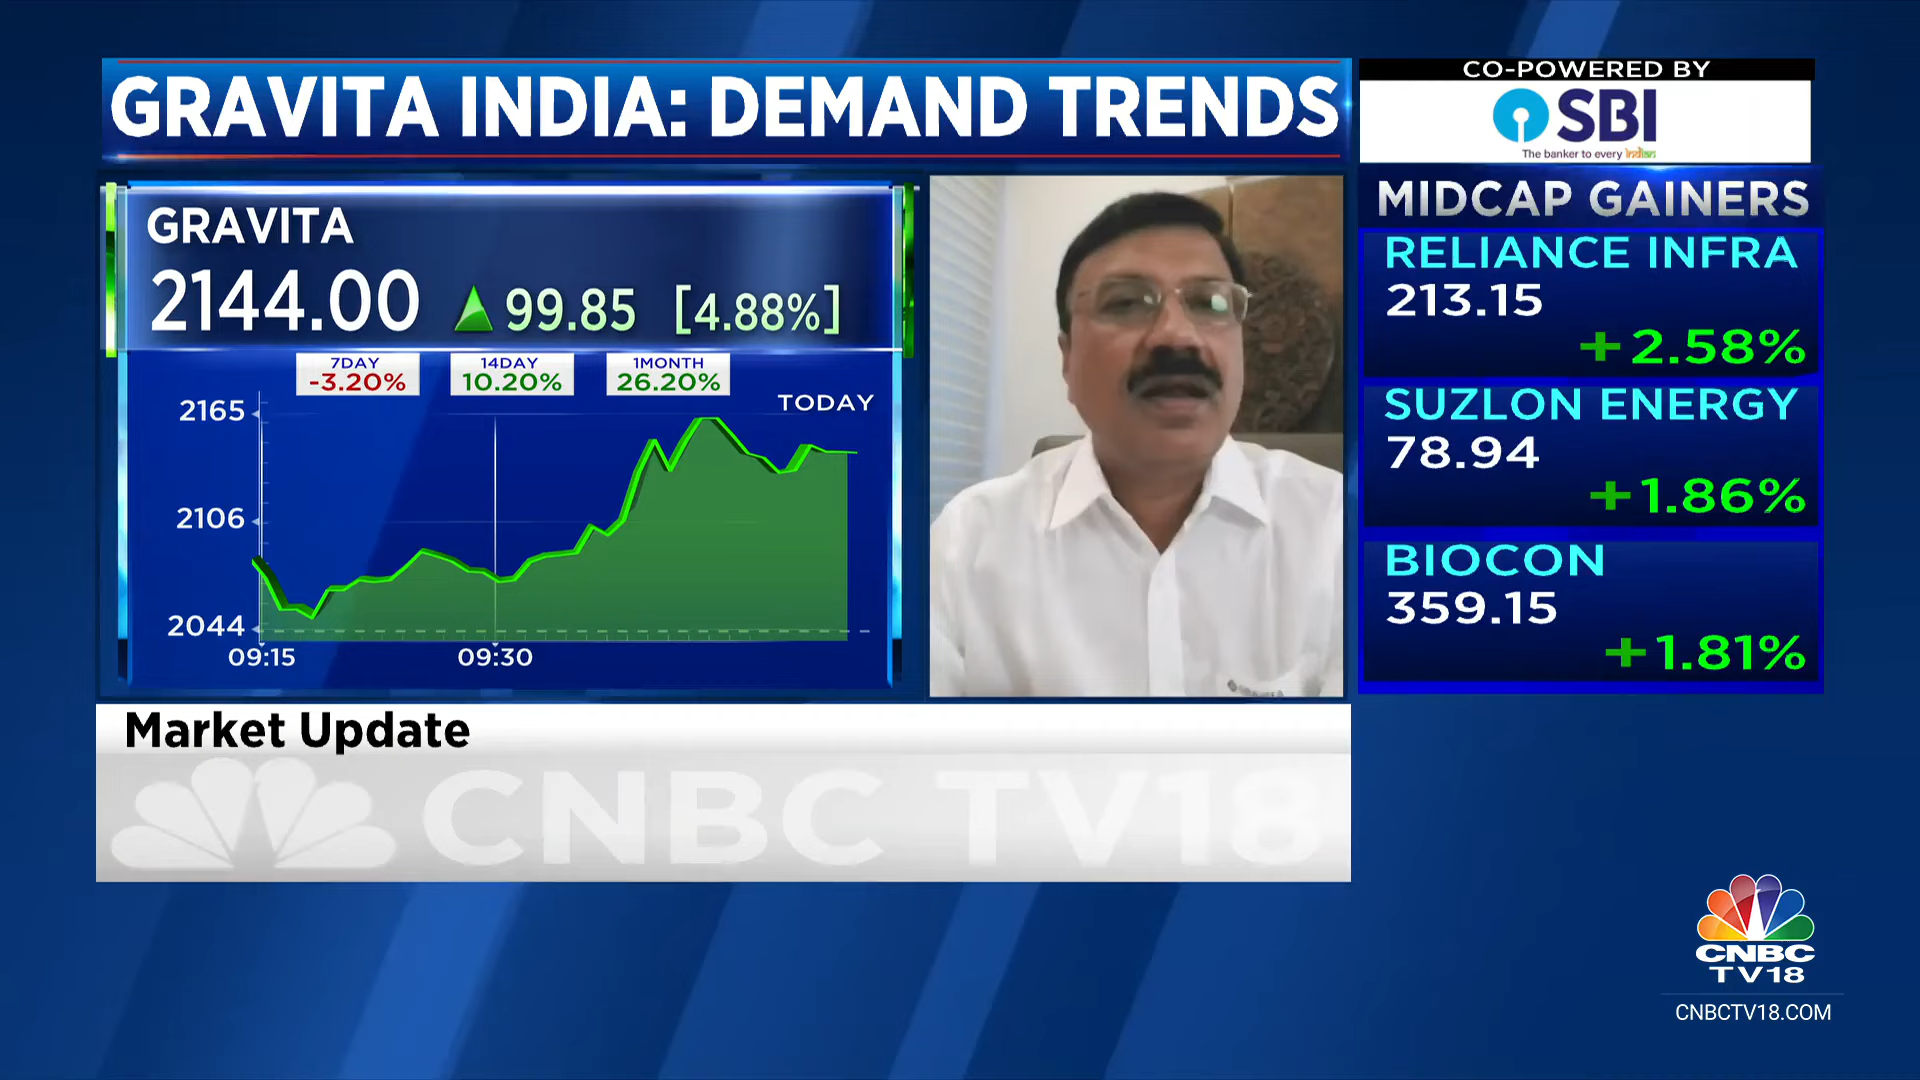 GRAVITA INDIA: DEMAND TRENDS
CO-POWERED BY
SBI
The banker to every indian
GRAVITA
2144.00 ▲ 99.85 [4.88%]
7DAY
-3.20%
14DAY
10.20%
1MONTH
26.20%
TODAY
2165
2106
2044
09:15
09:30
MIDCAP GAINERS
RELIANCE INFRA
213.15
+2.58%
SUZLON ENERGY
78.94
+1.86%
BIOCON
359.15
+1.81%
Market Update
CNBC TV18
CNBC
TV18
CNBCTV18.COM